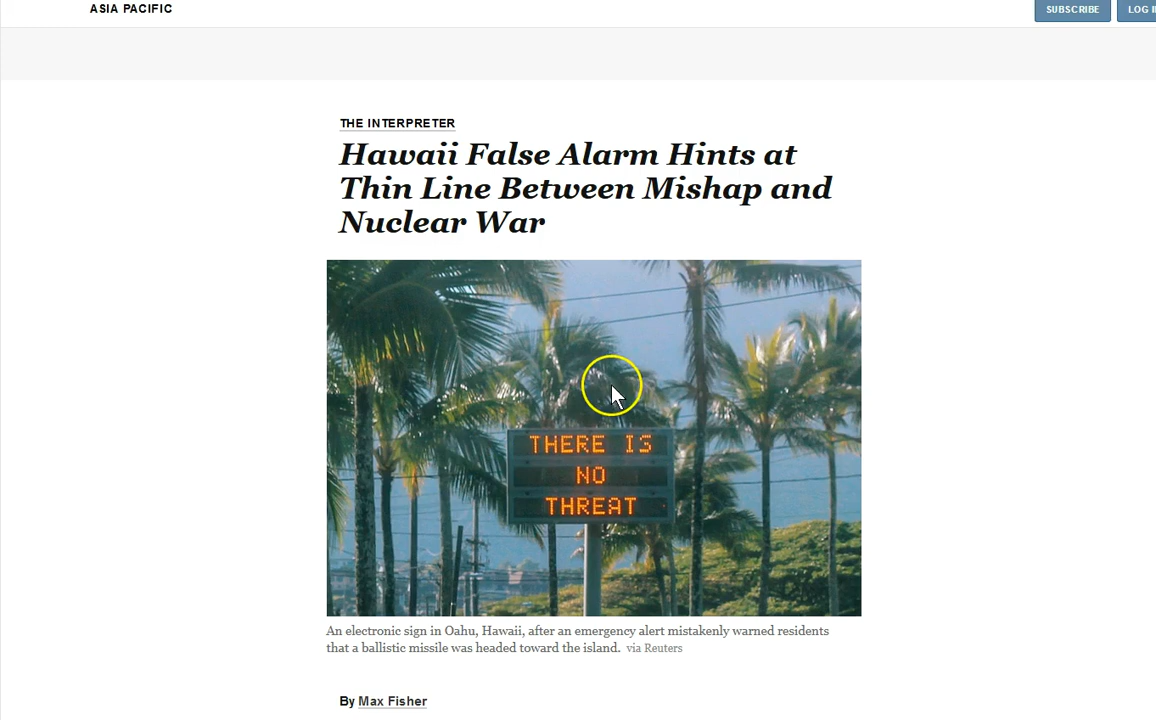 ASIA PACIFIC
SUBSCRIBE
THE INTERPRETER
Hawaii False Alarm Hints at
Thin Line Between Mishap and
Nuclear War
THERE IS
NO
THREAT
An electronic sign in Oahu, Hawaii, after an emergency alert mistakenly warned residents
that a ballistic missile was headed toward the island. via Reuters
By Max Fisher